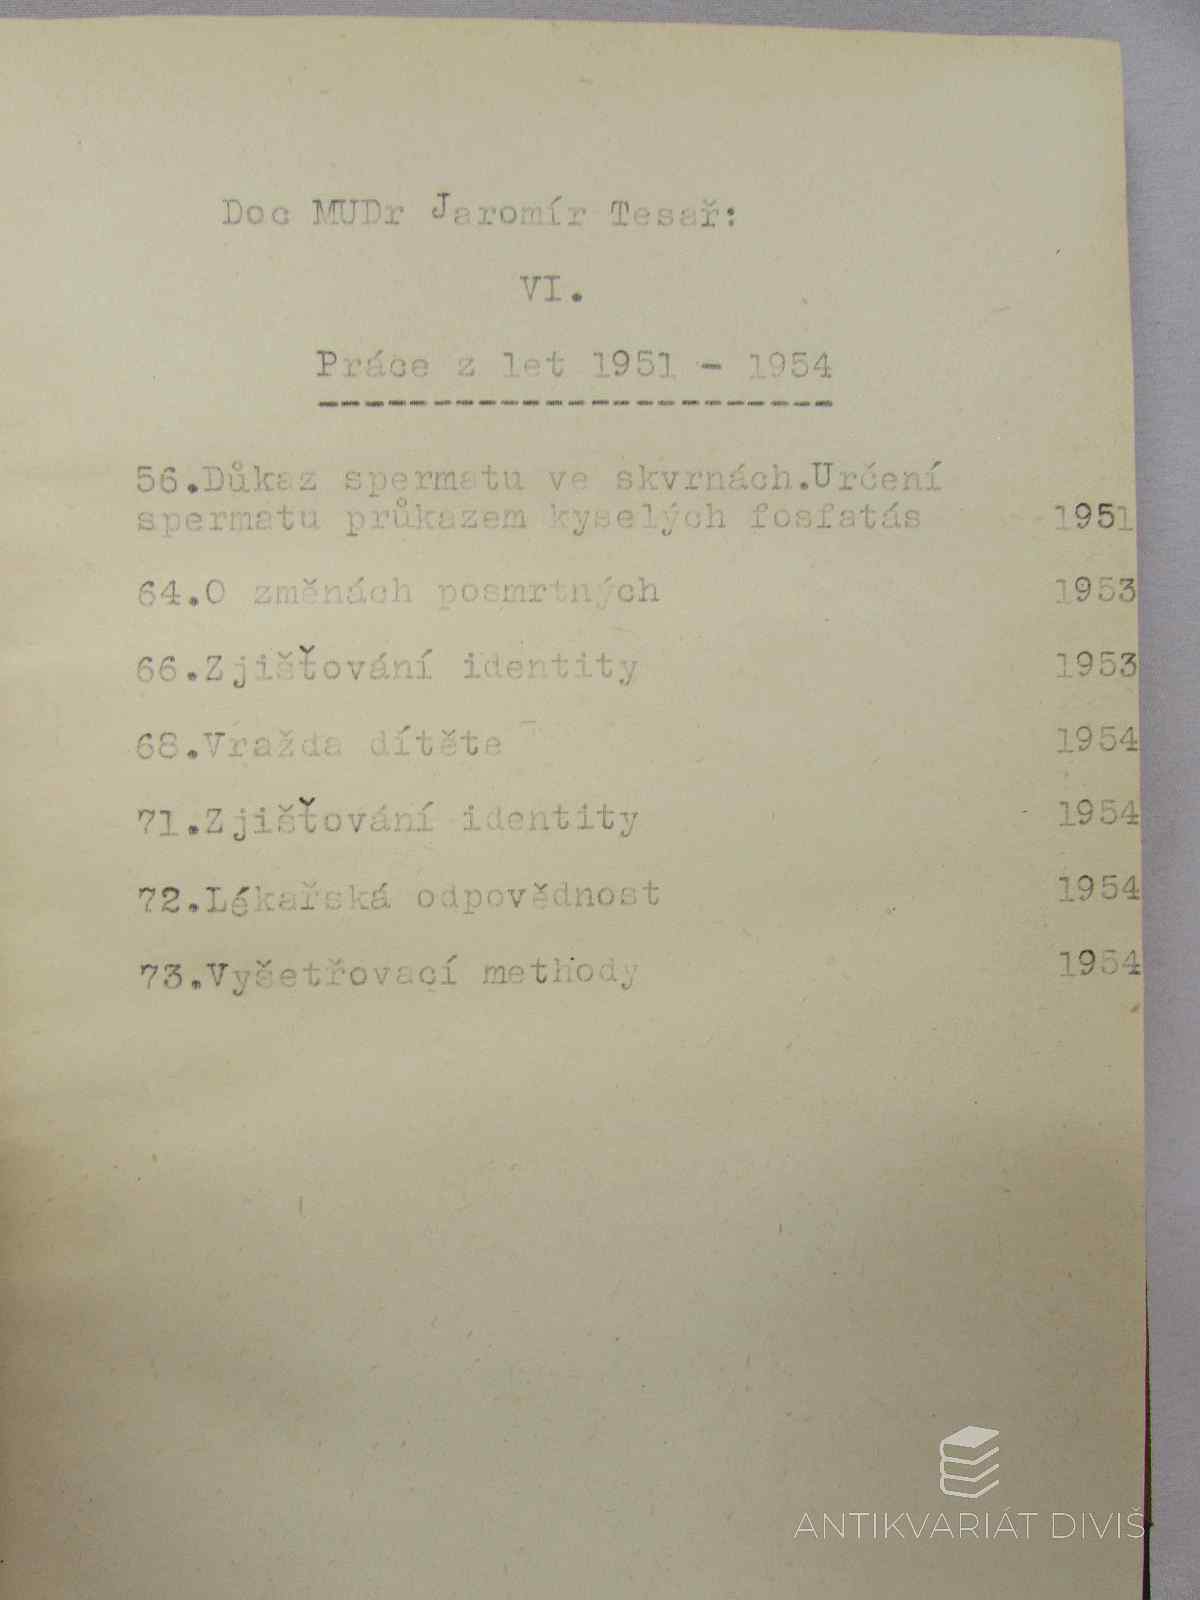 Doc MUDr Jaromír Tesař:
VI.
Práce z let 1951 - 1954
56.Důkaz spermatu ve skvrnách.Určení
spermatu průkazem kyselých fosfatás 1951
64.O změnách posmrtných 1953
66.Zjišťování identity 1953
68.Vražda dítěte 1954
71.Zjišťování identity 1954
72.Lékařská odpovědnost 1954
73.Vyšetřovací methody 1954
ANTIKVARIÁT DIVIŠ